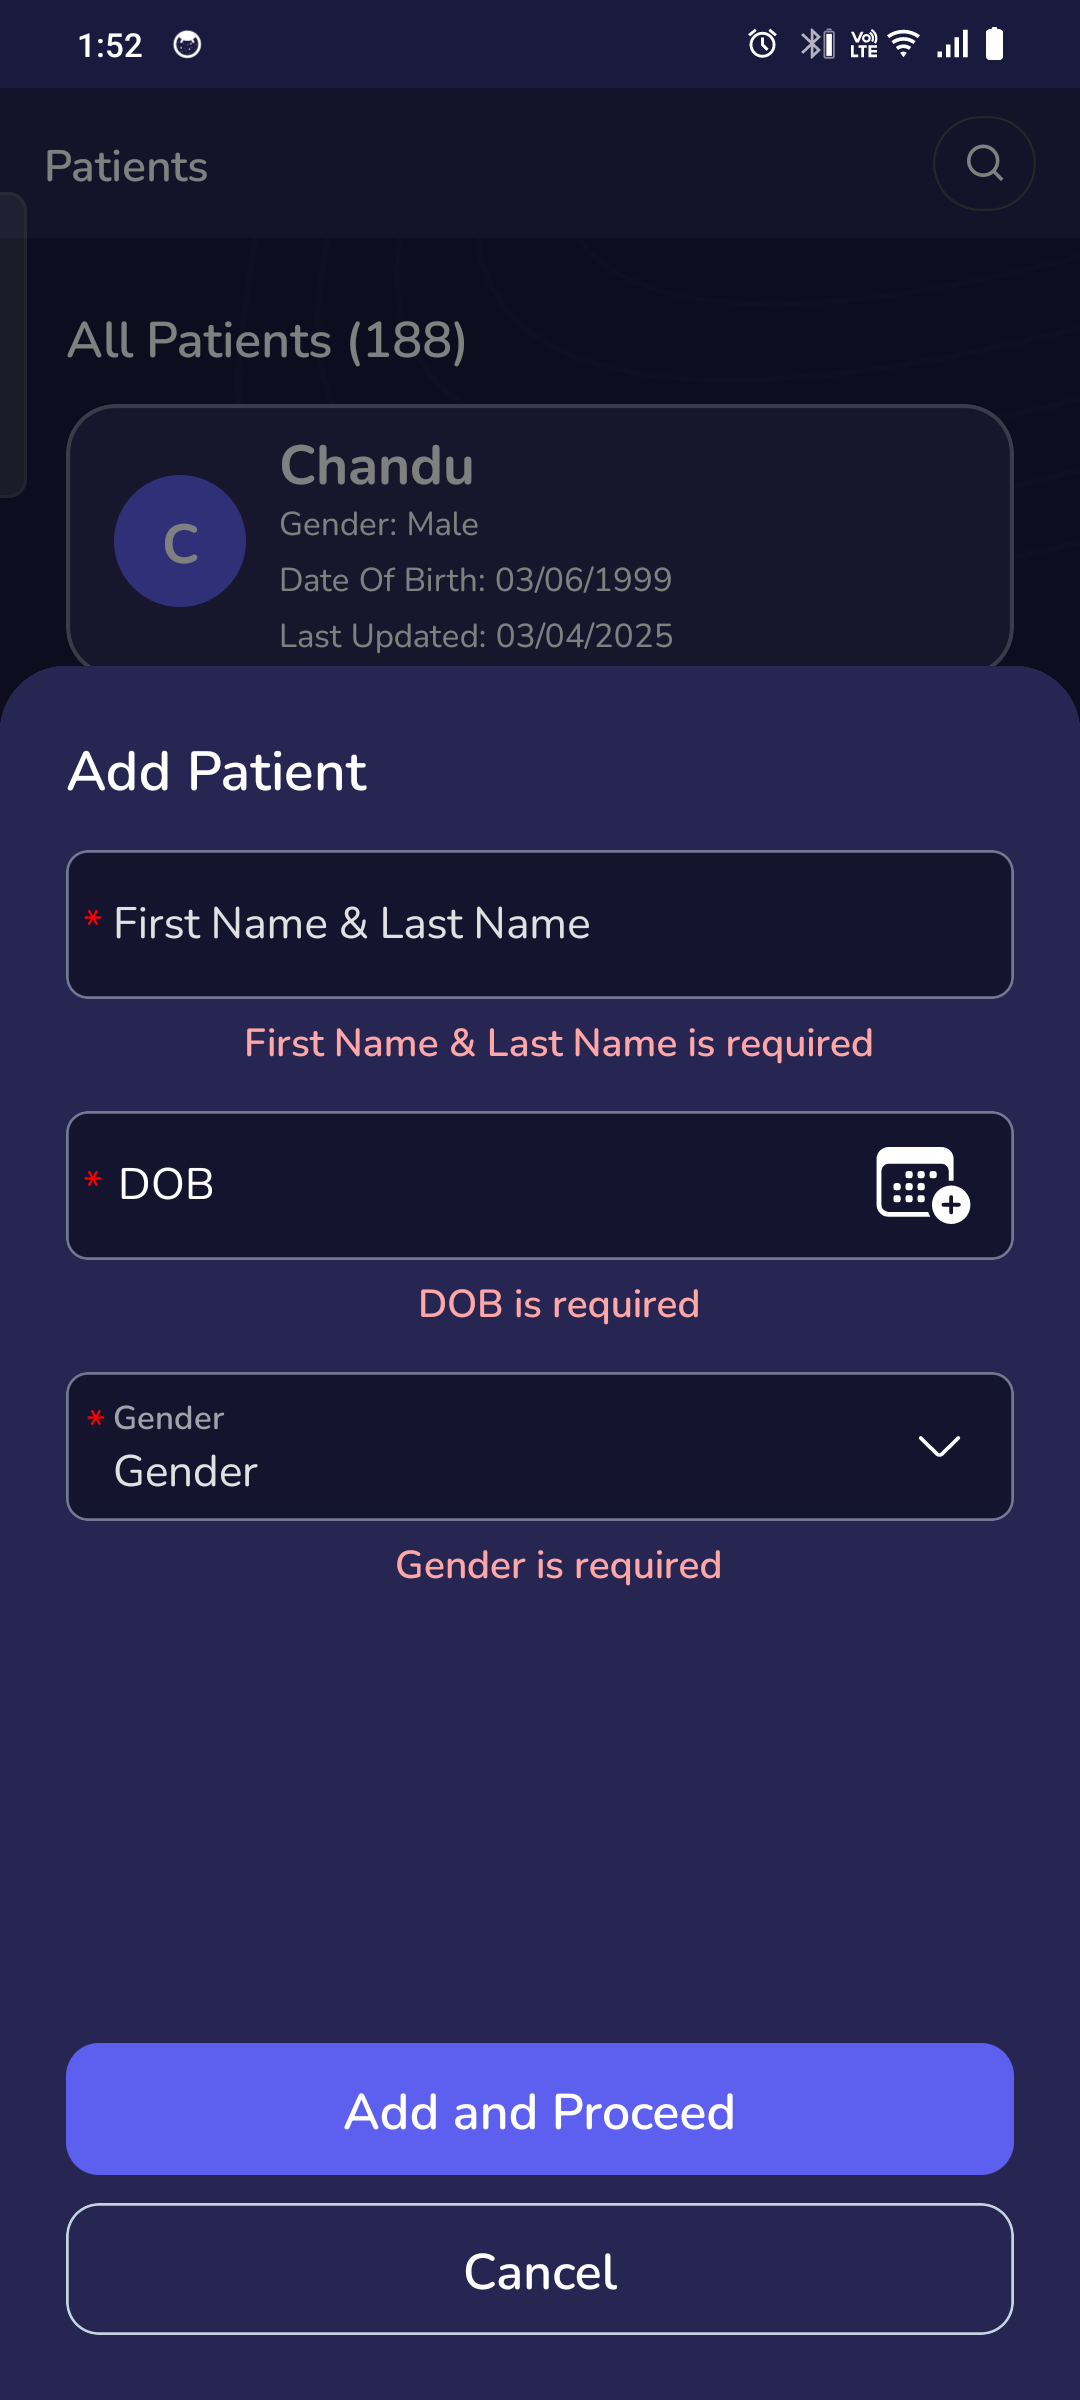 1:52
Vo) LTE
Patients
All Patients (188)
C
Chandu
Gender: Male
Date Of Birth: 03/06/1999
Last Updated: 03/04/2025
Add Patient
* First Name & Last Name
First Name & Last Name is required
* DOB
DOB is required
* Gender
Gender
Gender is required
Add and Proceed
Cancel